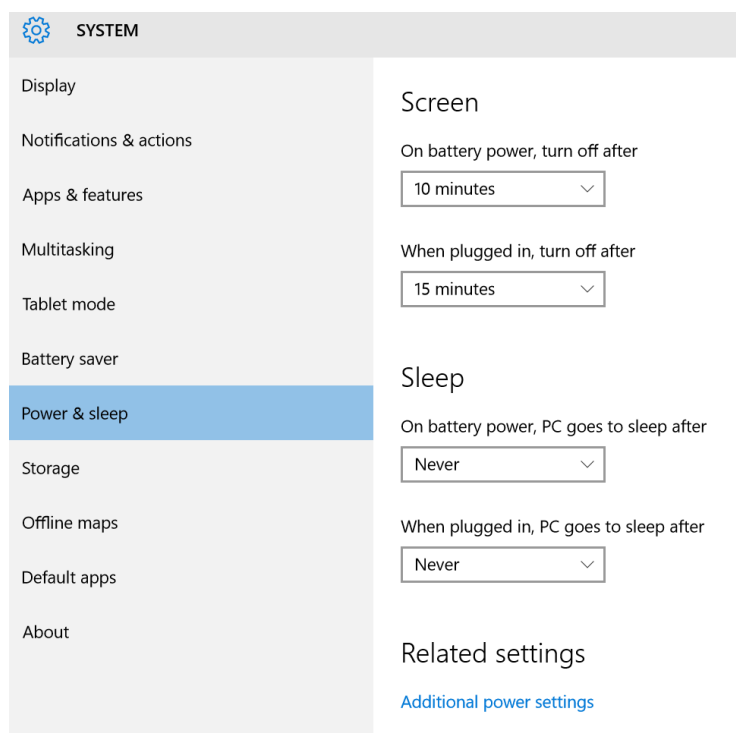 SYSTEM
Display
Notifications & actions
Apps & features
Multitasking
Tablet mode
Battery saver
Power & sleep
Storage
Offline maps
Default apps
About
Screen
On battery power, turn off after
10 minutes
When plugged in, turn off after
15 minutes
Sleep
On battery power, PC goes to sleep after
Never
When plugged in, PC goes to sleep after
Never
Related settings
Additional power settings